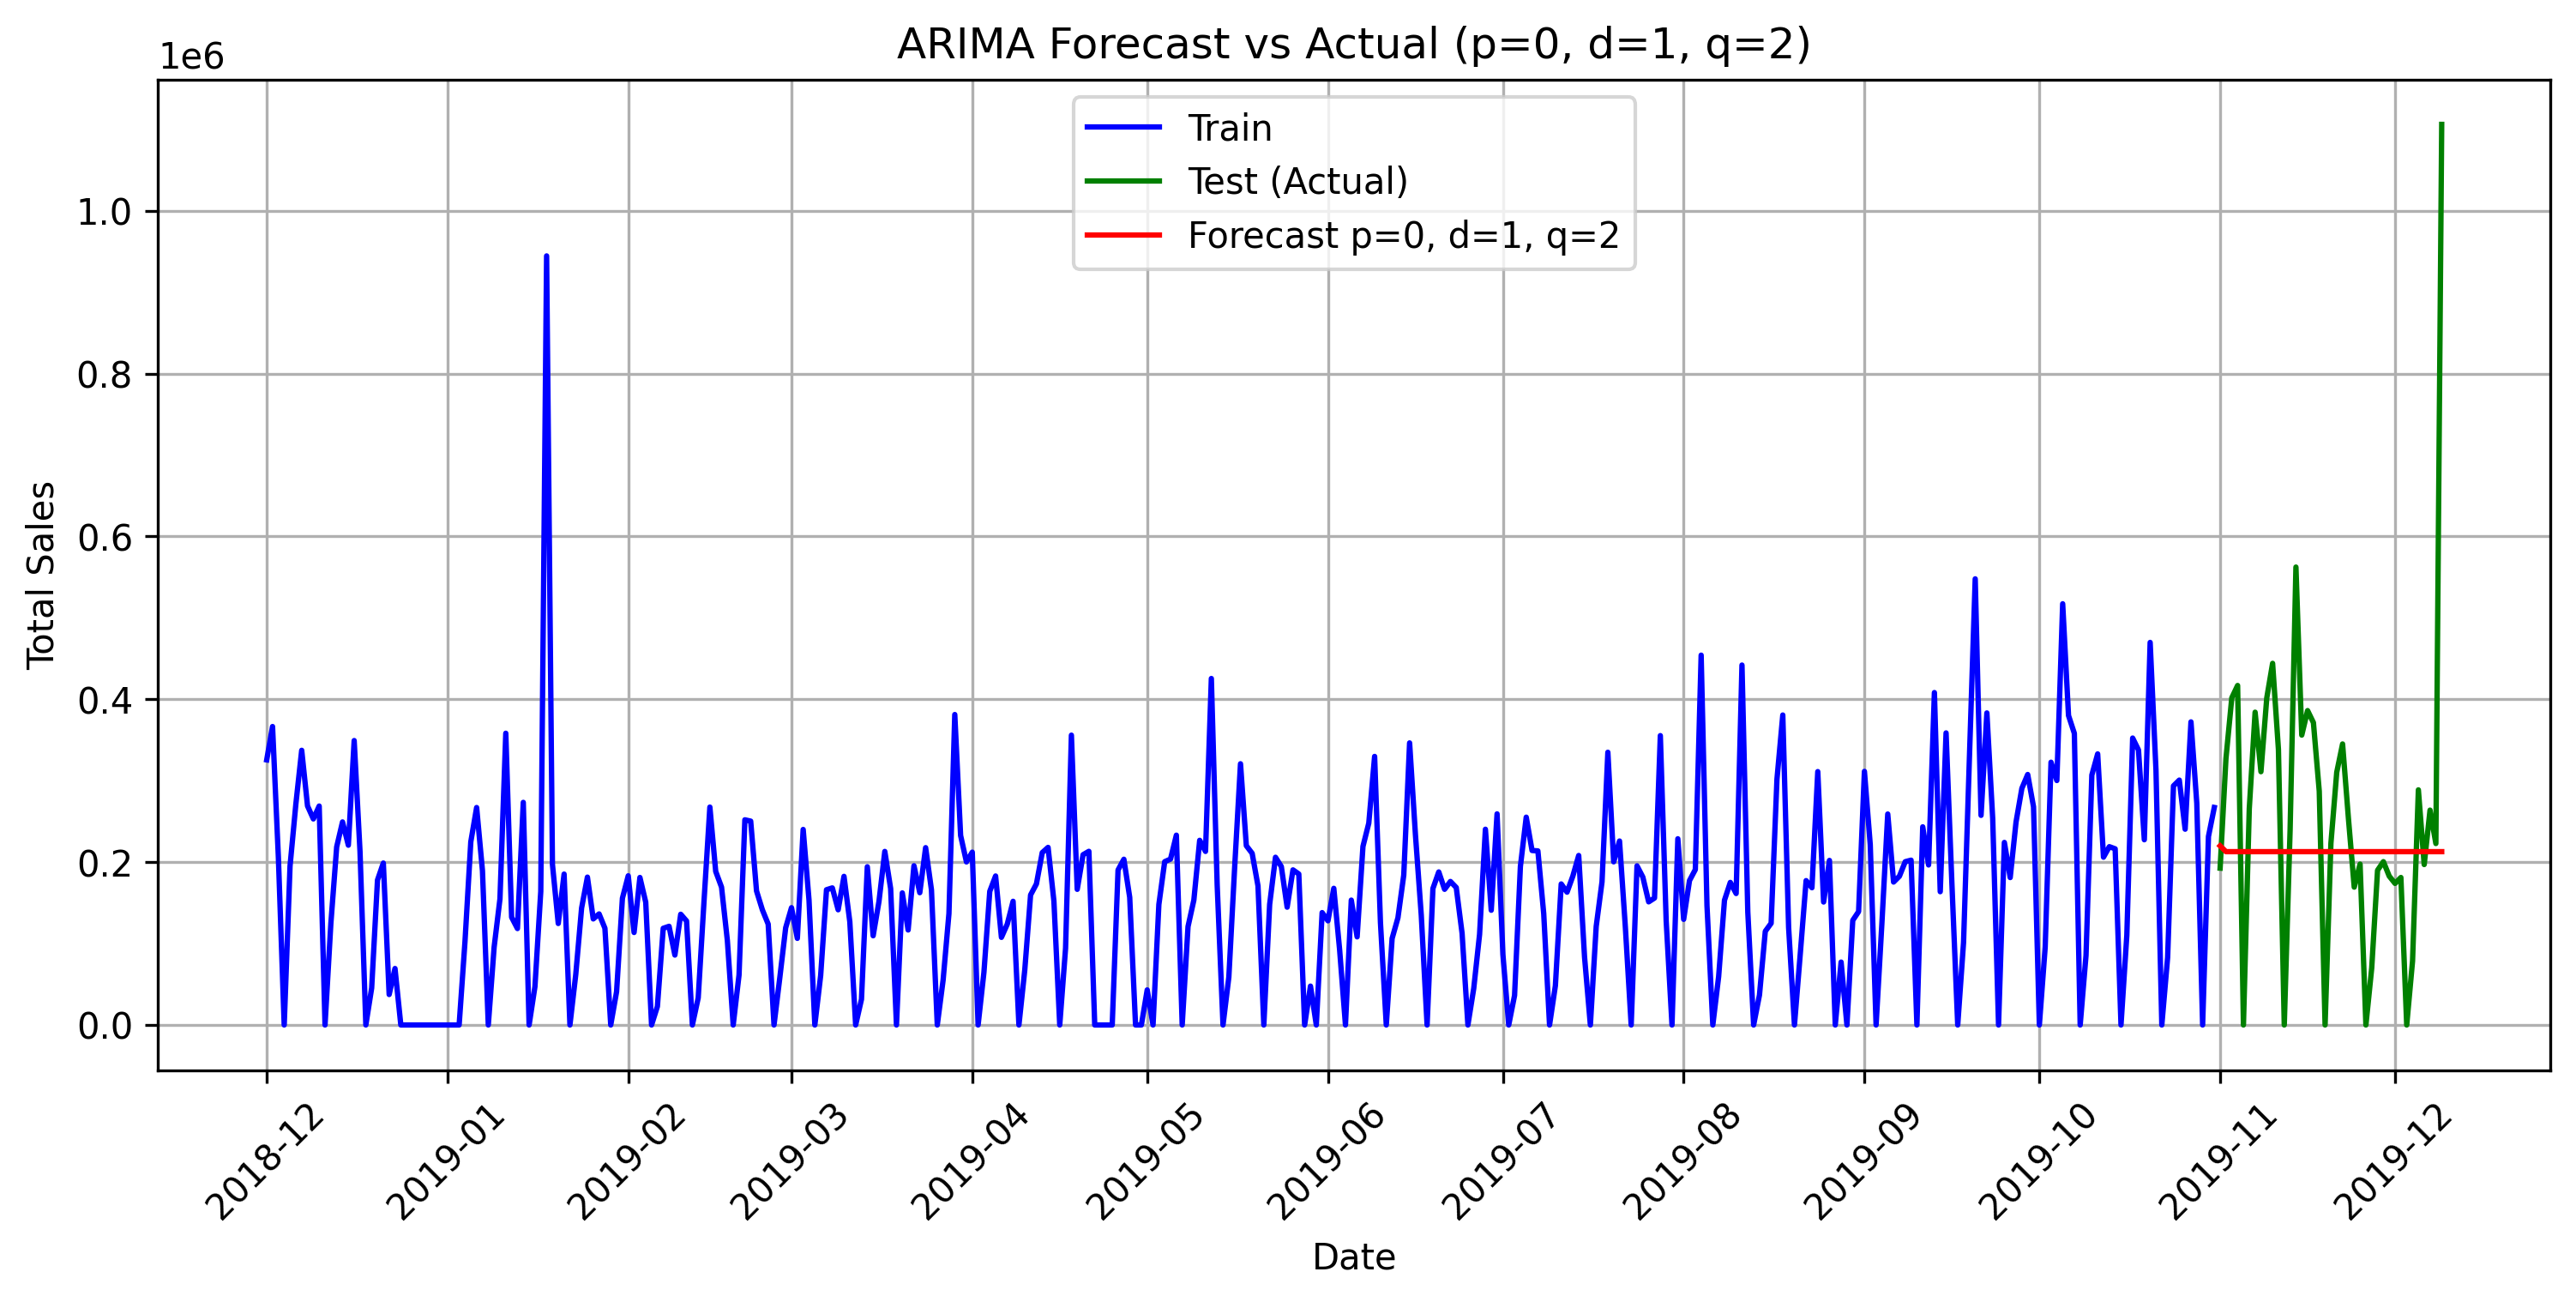 ARIMA Forecast vs Actual (p=0, d=1, q=2)
1e6
Train
Test (Actual)
Forecast p=0, d=1, q=2
Total Sales
1.0
0.8
0.6
0.4
0.2
0.0
2018-12
2019-01
2019-02
2019-03
2019-04
2019-05
2019-06
2019-07
2019-08
2019-09
2019-10
2019-11
2019-12
Date